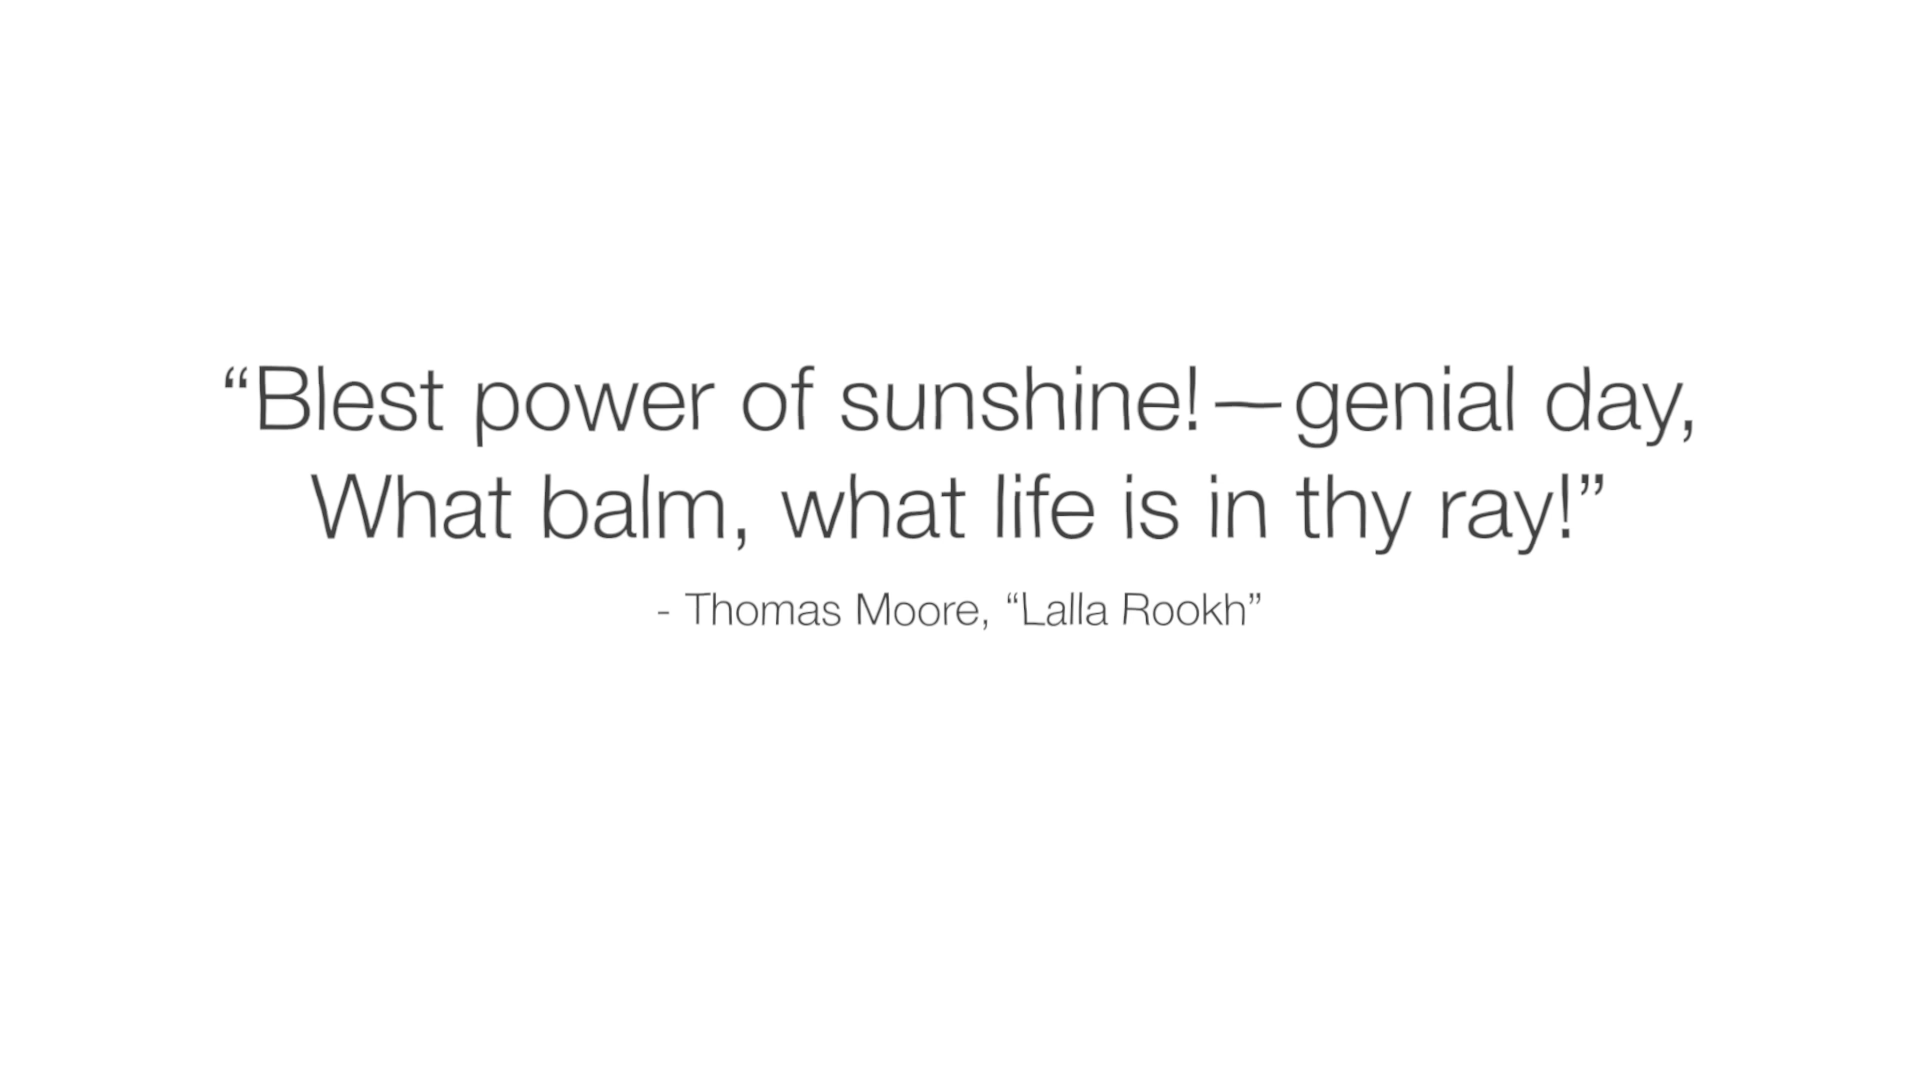 “Blest power of sunshine!—genial day,
What balm, what life is in thy ray!”
- Thomas Moore, “Lalla Rookh”